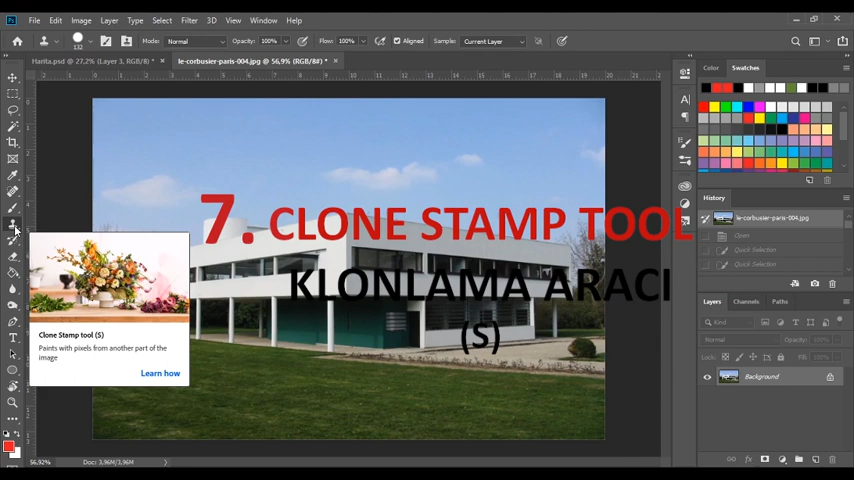 File Edit Image Layer Type Select Filter 3D View Window Help
132 Mode: Normal Opacity: 100% Flow: 100% Aligned Sample: Current Layer
Harita.psd @ 27,2% (Layer 3, RGB/8) * × le-corbusier-paris-004.jpg @ 56,9% (RGB/8#) * ×
Color Swatches
7. CLONE STAMP TOOL
KLONLAMA ARACI
(S)
Clone Stamp tool (S)
Paints with pixels from another part of the
image
Learn how
History
le-corbusier-paris-004.jpg
Open
Quick Selection
Quick Selection
Layers Channels Paths
Kind
Normal Opacity: 100%
Lock: Fill: 100%
Background
56,92% Doc: 3,96M/3,96M